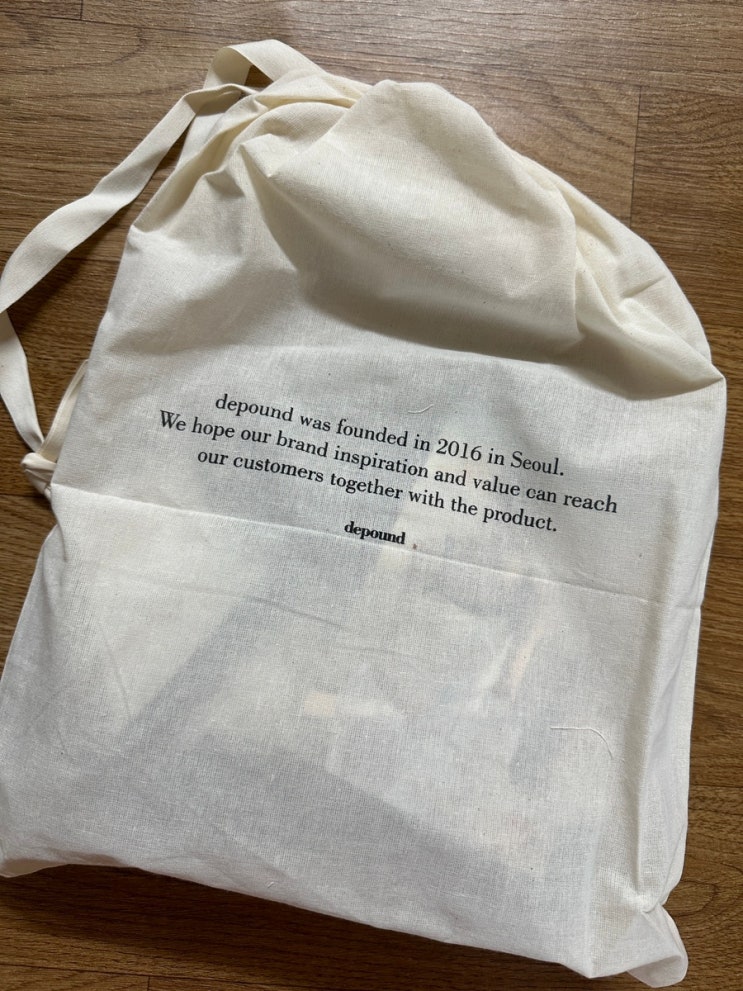 depound was founded in 2016 in Seoul.
We hope our brand inspiration and value can reach
our customers together with the product.
depound